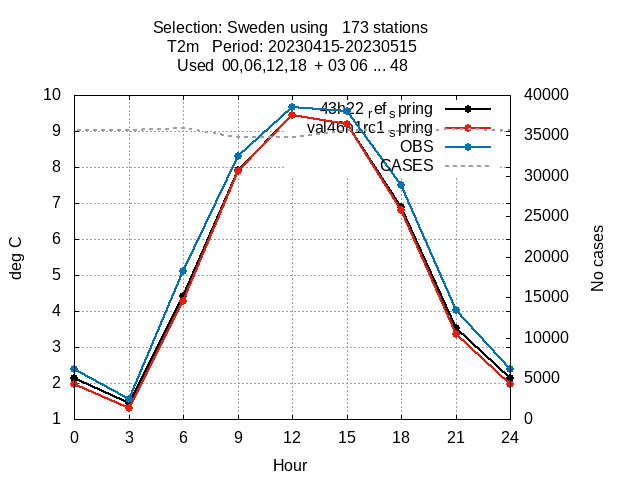 Selection: Sweden using   173 stations
T2m   Period: 20230415-20230515
Used  00,06,12,18  + 03 06 ... 48
43h22_ref_spring
val46h1rc1_spring
OBS
CASES
10
9
8
7
6
5
4
3
2
1
deg C
40000
35000
30000
25000
20000
15000
10000
5000
0
No cases
0 3 6 9 12 15 18 21 24
Hour